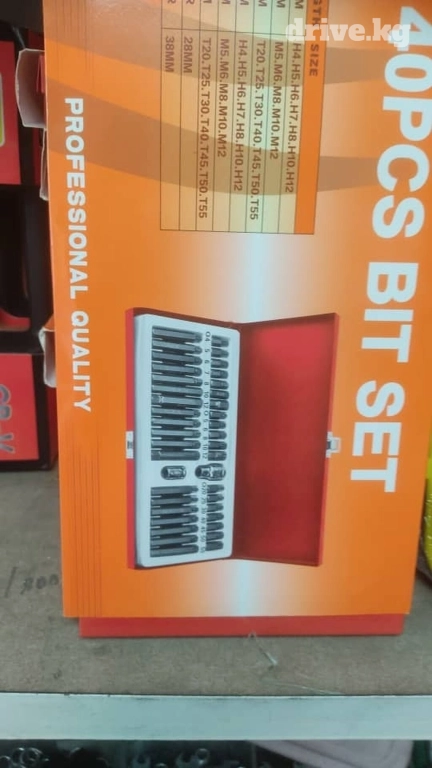 drive.kg
40PCS BIT SET
SIZE
H4.H5.H6.H7.H8.H10.H12
M5.M6.M8.M10.M12
T20.T25.T30.T40.T45.T50.T55
H4.H5.H6.H7.H8.H10.H12
M5.M6.M8.M10.M12
T20.T25.T30.T40.T45.T50.T55
28MM
38MM
PROFESSIONAL QUALITY
CR-V